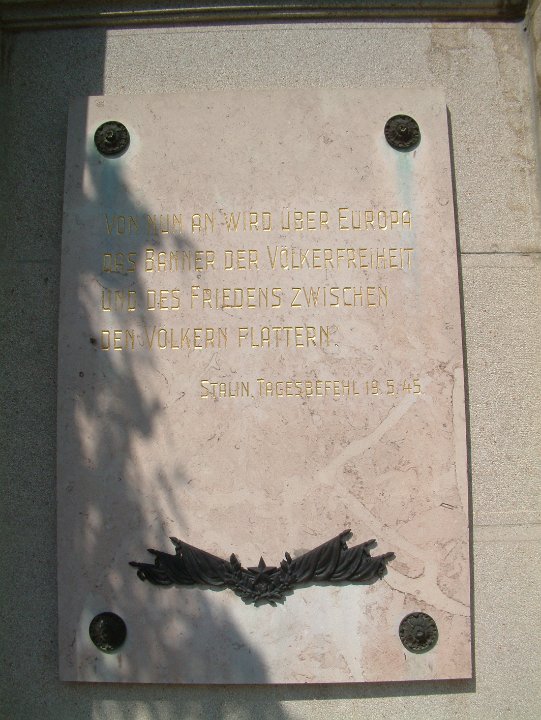 VON NUN AN WIRD ÜBER EUROPA
DAS BANNER DER VÖLKERFREIHEIT
UND DES FRIEDENS ZWISCHEN
DEN VÖLKERN FLATTERN.
STALIN, TAGESBEFEHL 19. 5. 45